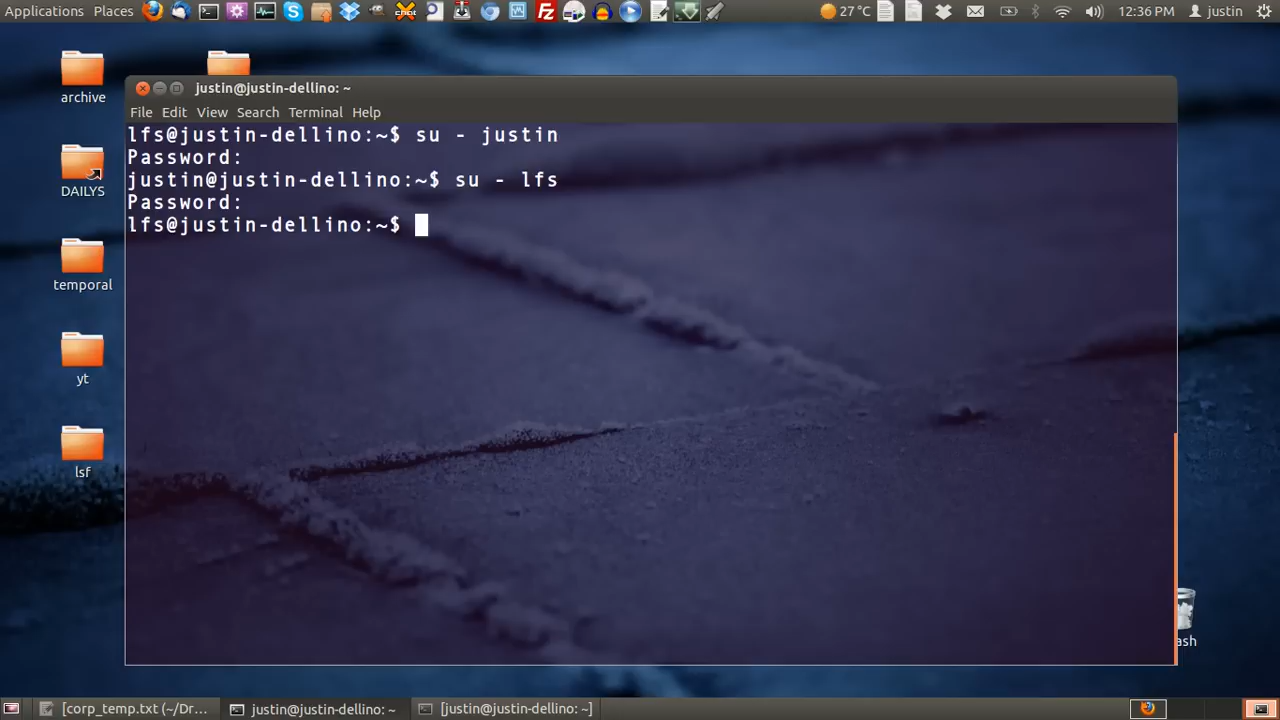 Applications Places 27 °C 12:36 PM justin
archive
DAILYS
temporal
yt
lsf
justin@justin-dellino: ~
File Edit View Search Terminal Help
lfs@justin-dellino:~$ su - justin
Password:
justin@justin-dellino:~$ su - lfs
Password:
lfs@justin-dellino:~$
ash
[corp_temp.txt (~/Dr... justin@justin-dellino: ~ [justin@justin-dellino: ~]